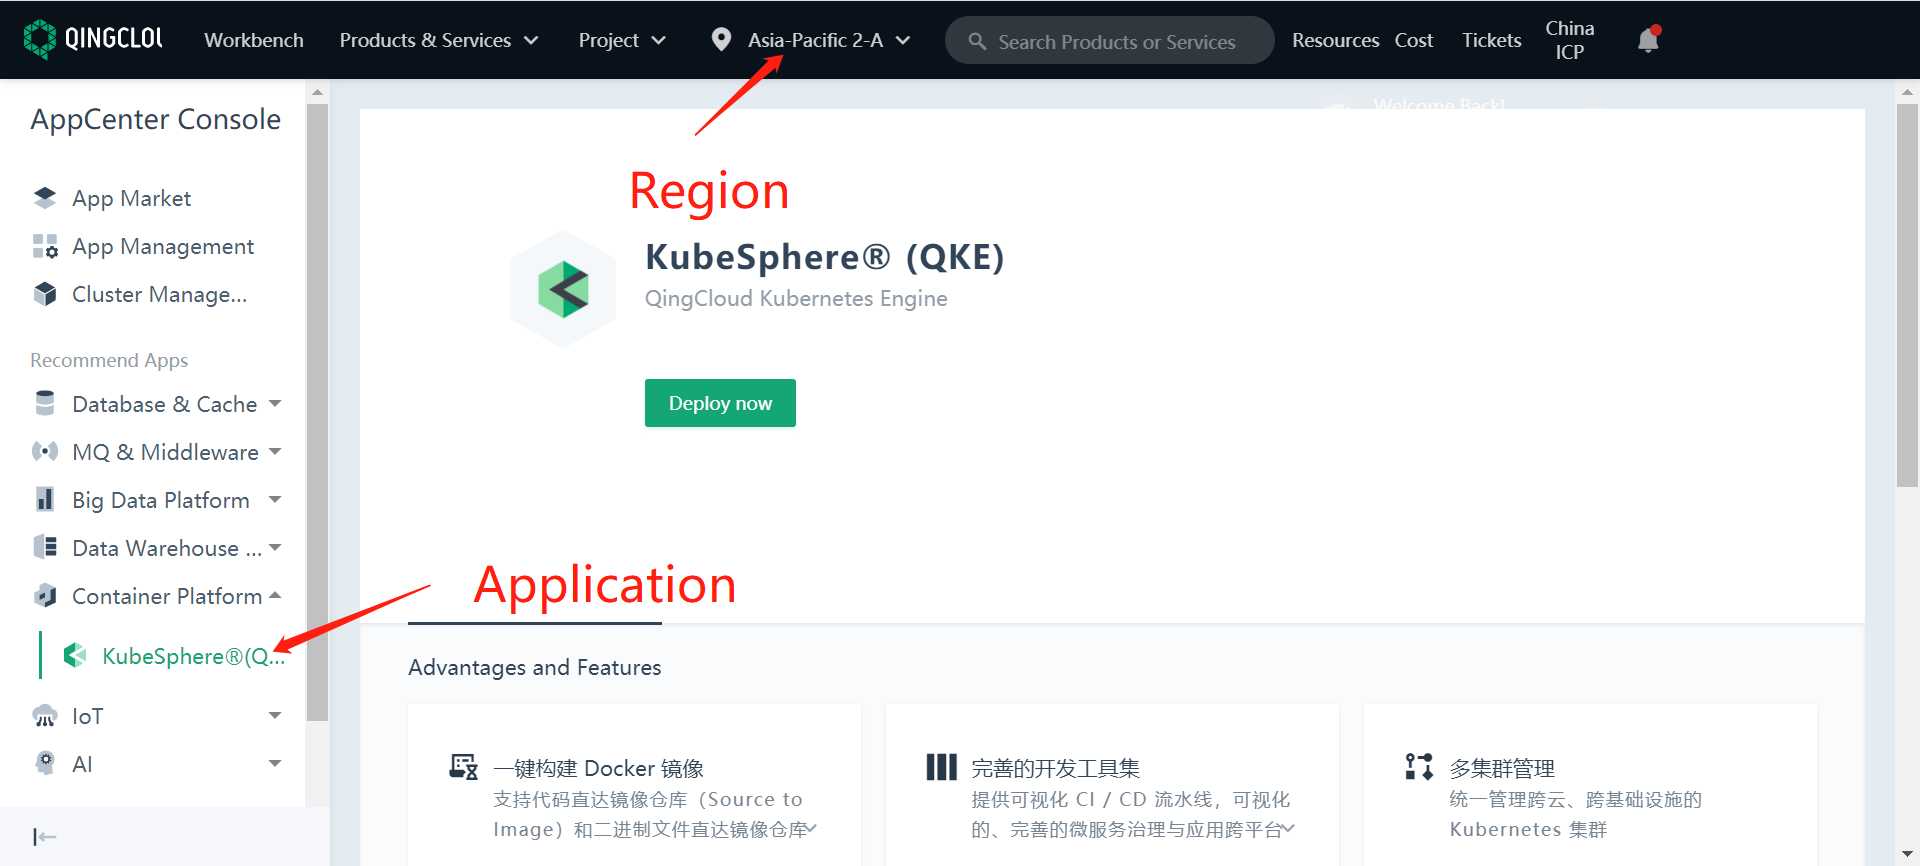 QINGCLOU
Workbench
Products & Services
Project
Asia-Pacific 2-A
Search Products or Services
Resources
Cost
Tickets
China
ICP
AppCenter Console
App Market
App Management
Cluster Manage...
Recommend Apps
Database & Cache
MQ & Middleware
Big Data Platform
Data Warehouse ...
Container Platform
KubeSphere®(Q...
IoT
AI
Welcome Back!
Region
KubeSphere® (QKE)
QingCloud Kubernetes Engine
Deploy now
Application
Advantages and Features
一键构建 Docker 镜像
支持代码直达镜像仓库（Source to
Image）和二进制文件直达镜像仓库
完善的开发工具集
提供可视化 CI / CD 流水线，可视化
的、完善的微服务治理与应用跨平台
多集群管理
统一管理跨云、跨基础设施的
Kubernetes 集群